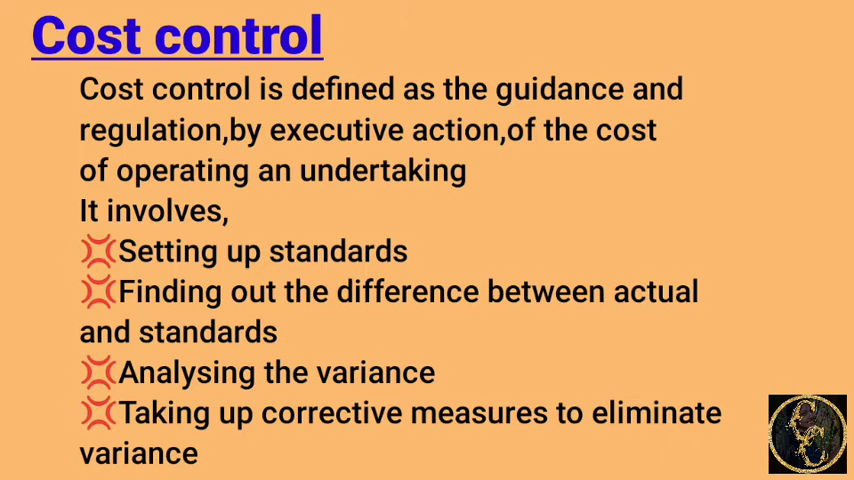 Cost control
Cost control is defined as the guidance and
regulation,by executive action,of the cost
of operating an undertaking
It involves,
💢Setting up standards
💢Finding out the difference between actual
and standards
💢Analysing the variance
💢Taking up corrective measures to eliminate
variance